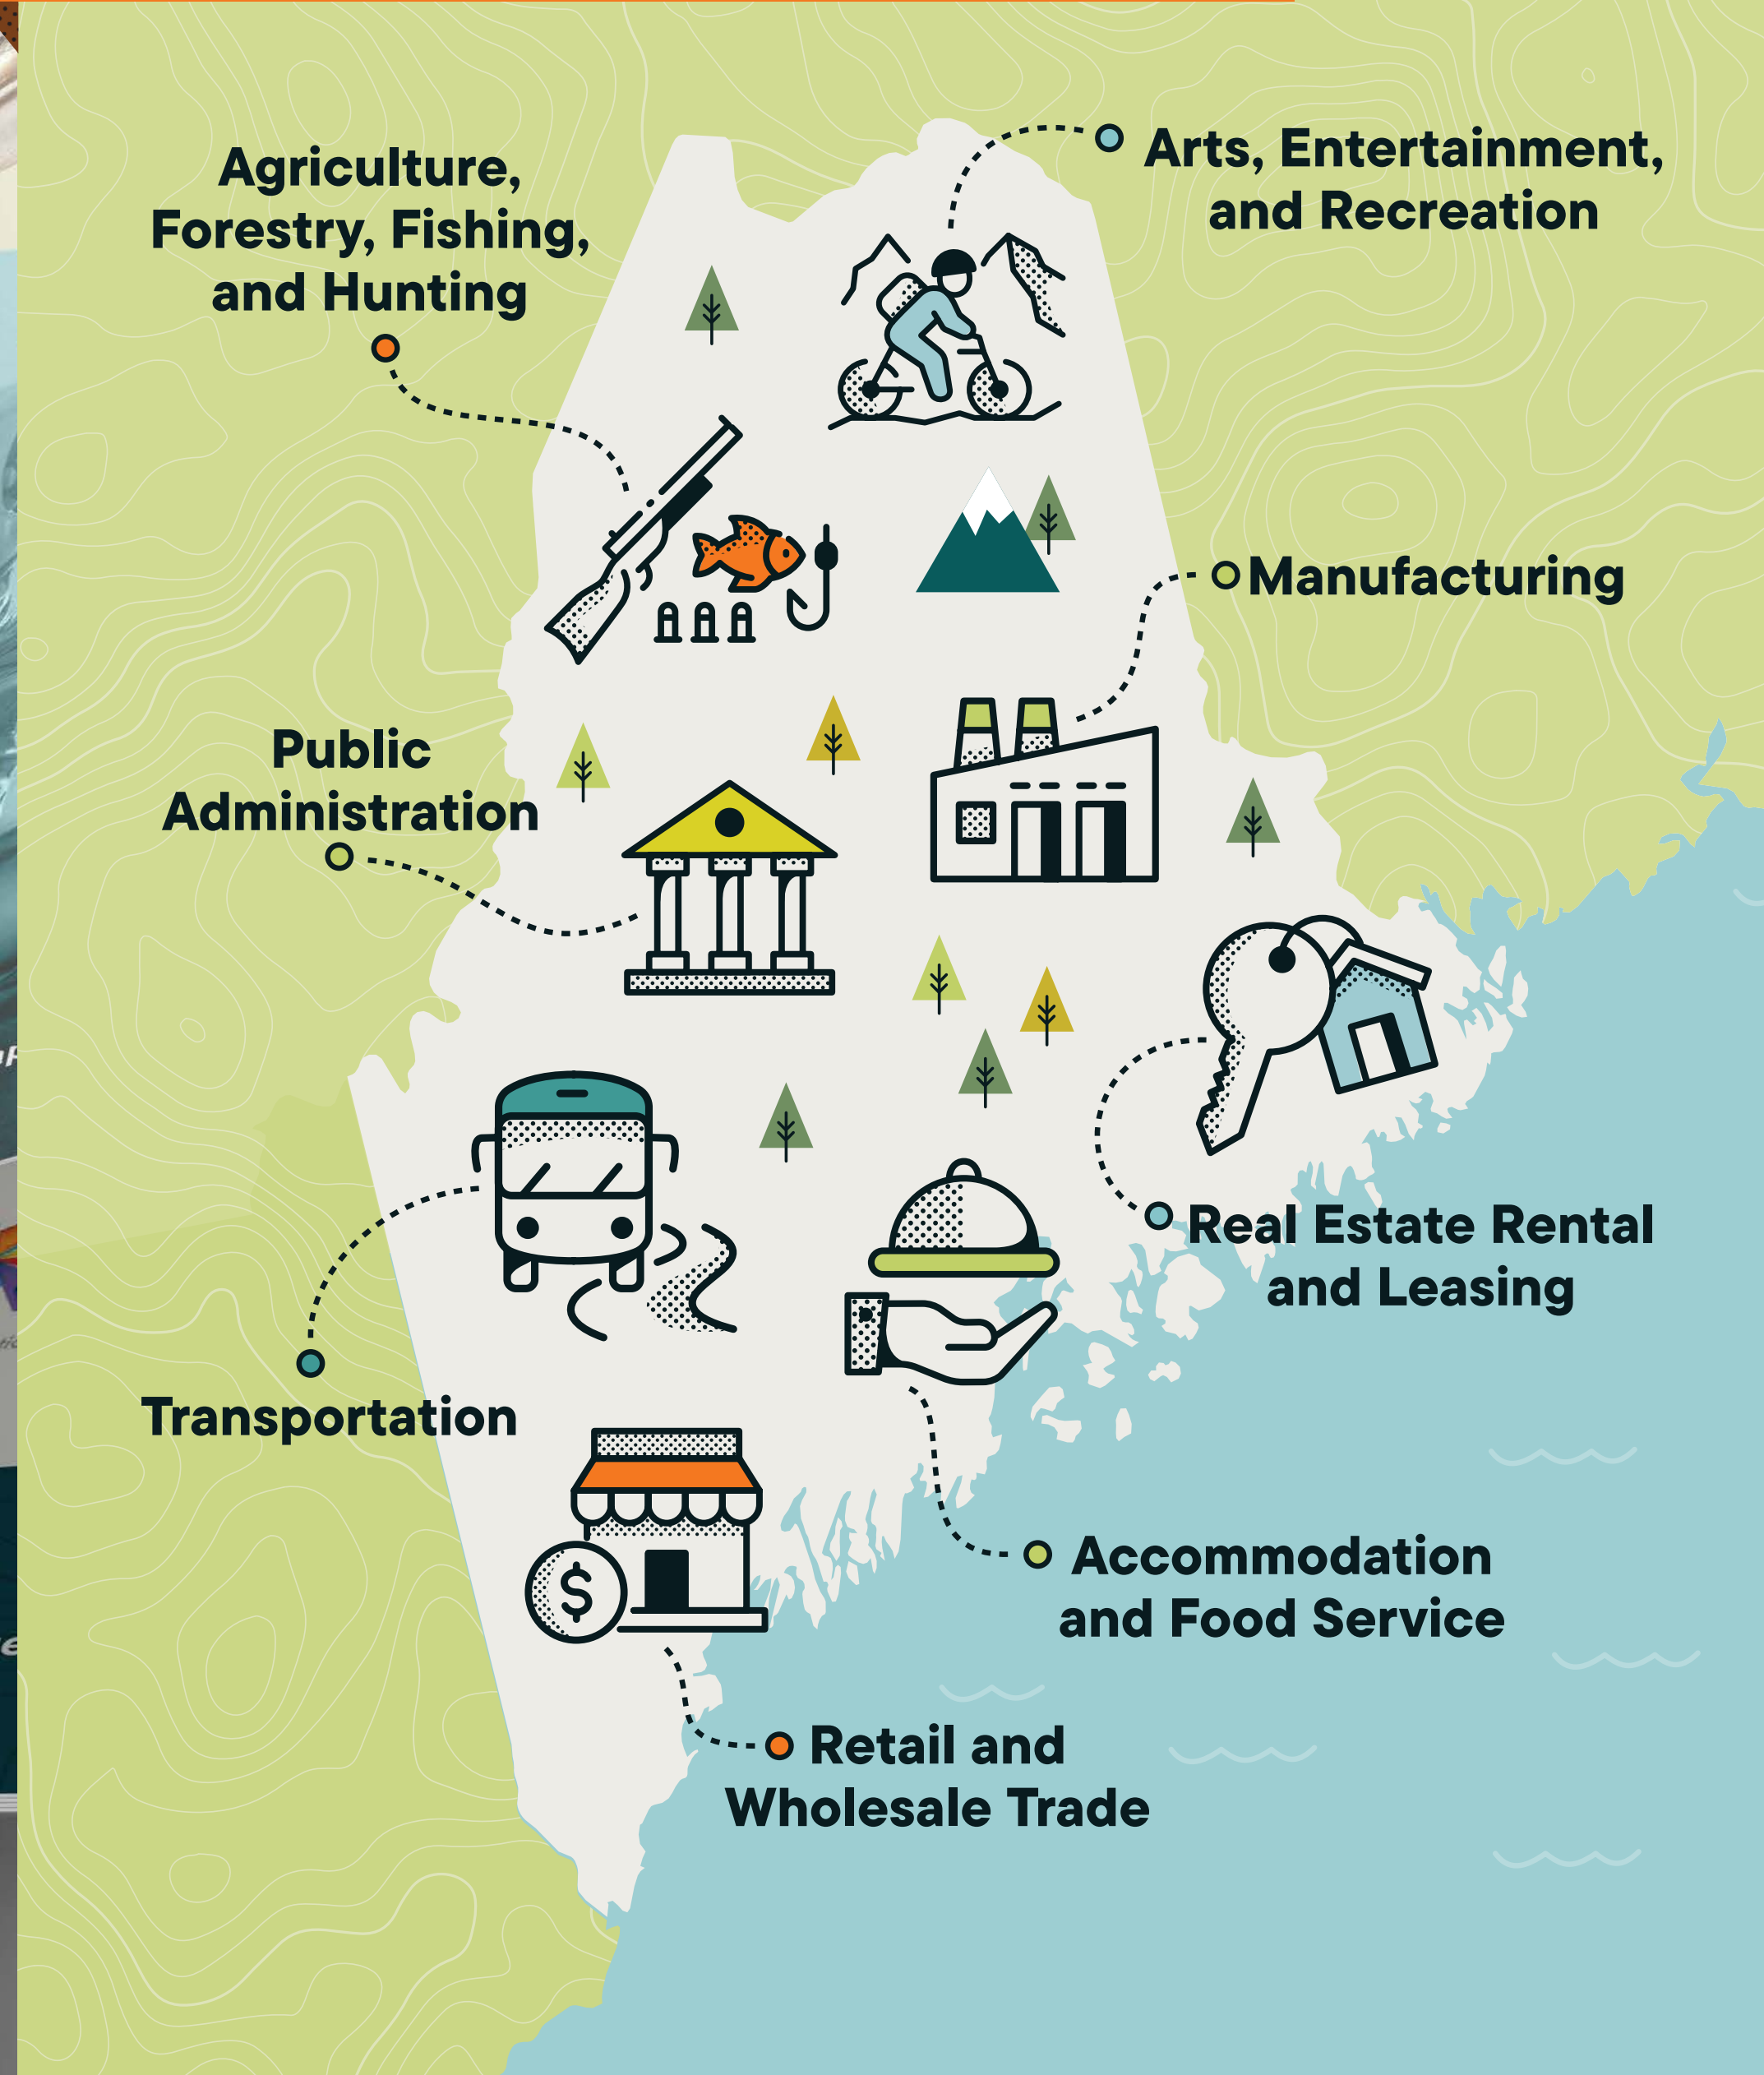 Agriculture,
Forestry, Fishing,
and Hunting
Arts, Entertainment,
and Recreation
Manufacturing
Public
Administration
Real Estate Rental
and Leasing
Transportation
$
Accommodation
and Food Service
Retail and
Wholesale Trade